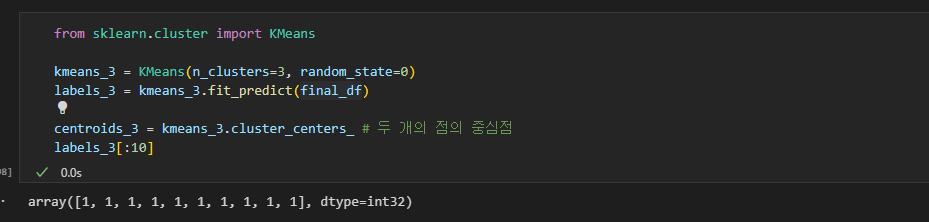 from sklearn.cluster import KMeans
kmeans_3 = KMeans(n_clusters=3, random_state=0)
labels_3 = kmeans_3.fit_predict(final_df)
centroids_3 = kmeans_3.cluster_centers_ # 두 개의 점의 중심점
labels_3[:10]
8] 0.0s
array([1, 1, 1, 1, 1, 1, 1, 1, 1, 1], dtype=int32)